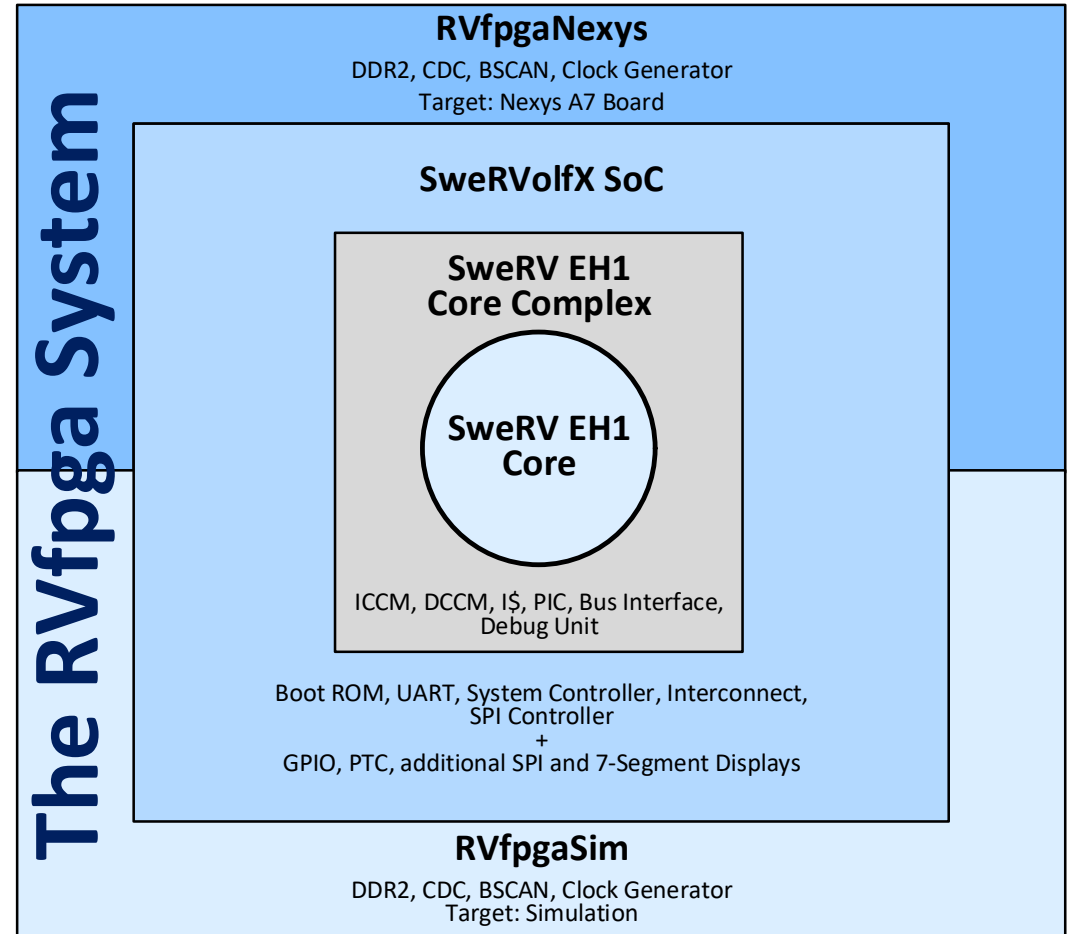 The RVfpga System
RVfpgaNexys
DDR2, CDC, BSCAN, Clock Generator
Target: Nexys A7 Board
SweRVolfX SoC
SweRV EH1
Core Complex
SweRV EH1
Core
ICCM, DCCM, I$, PIC, Bus Interface,
Debug Unit
Boot ROM, UART, System Controller, Interconnect,
SPI Controller
+
GPIO, PTC, additional SPI and 7-Segment Displays
RVfpgaSim
DDR2, CDC, BSCAN, Clock Generator
Target: Simulation